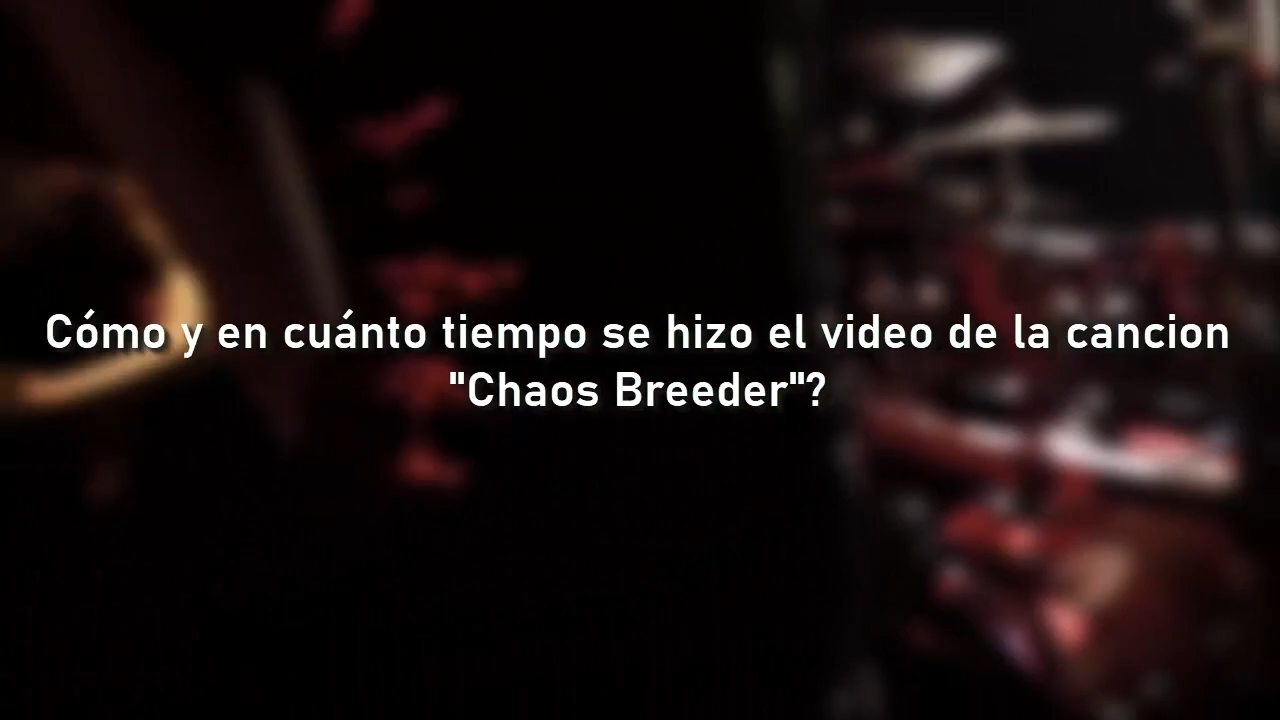 Cómo y en cuánto tiempo se hizo el video de la cancion
"Chaos Breeder"?